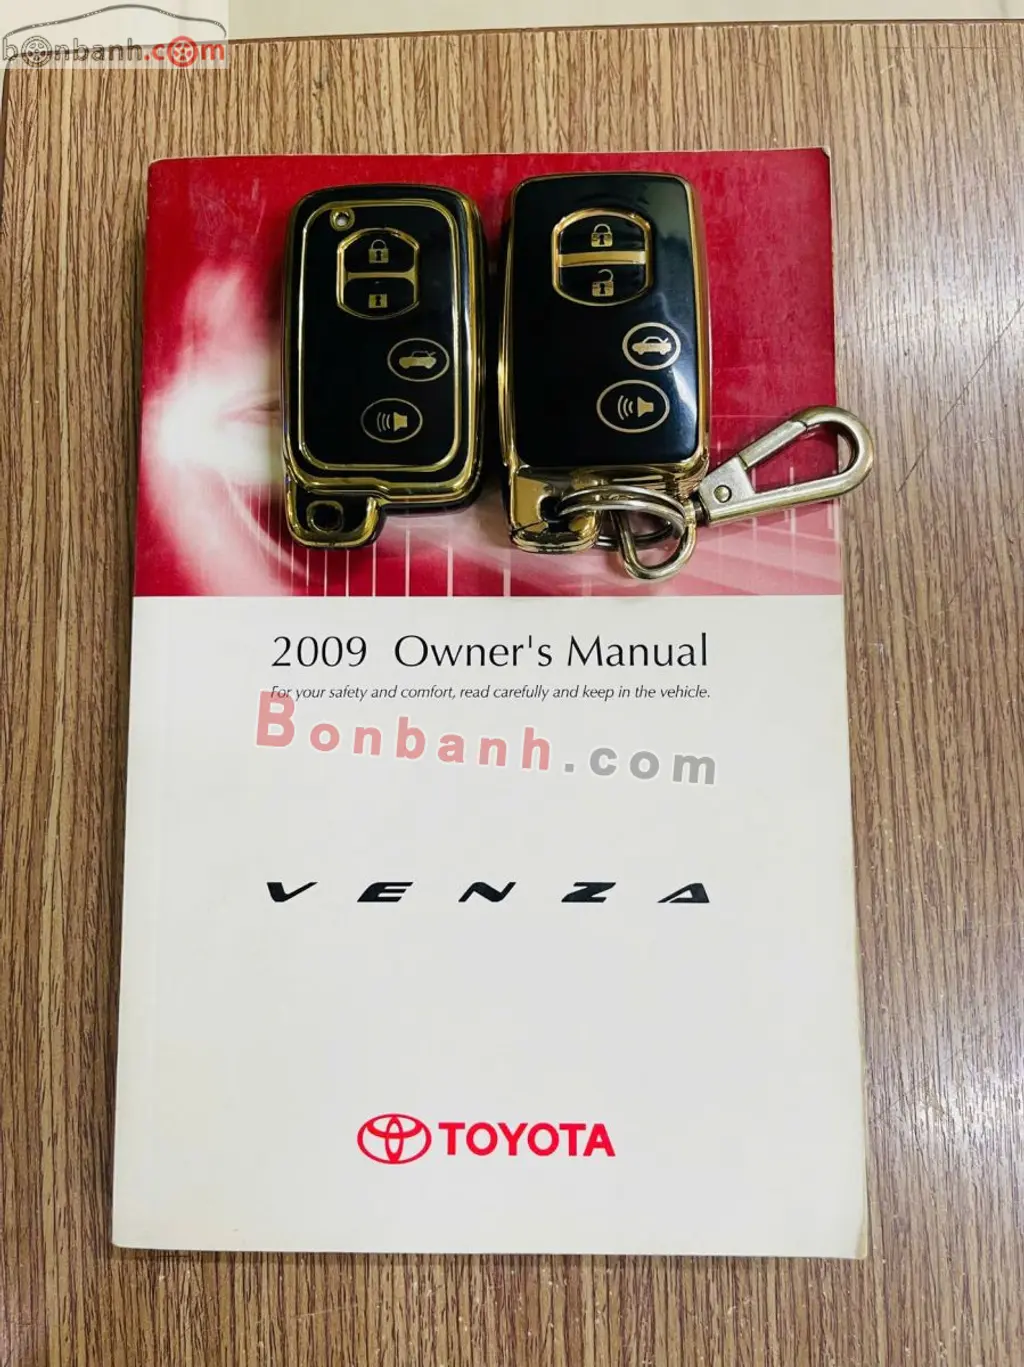 bonbanh.com
2009 Owner's Manual
For your safety and comfort, read carefully and keep in the vehicle.
Bonbanh.com
VENZA
TOYOTA